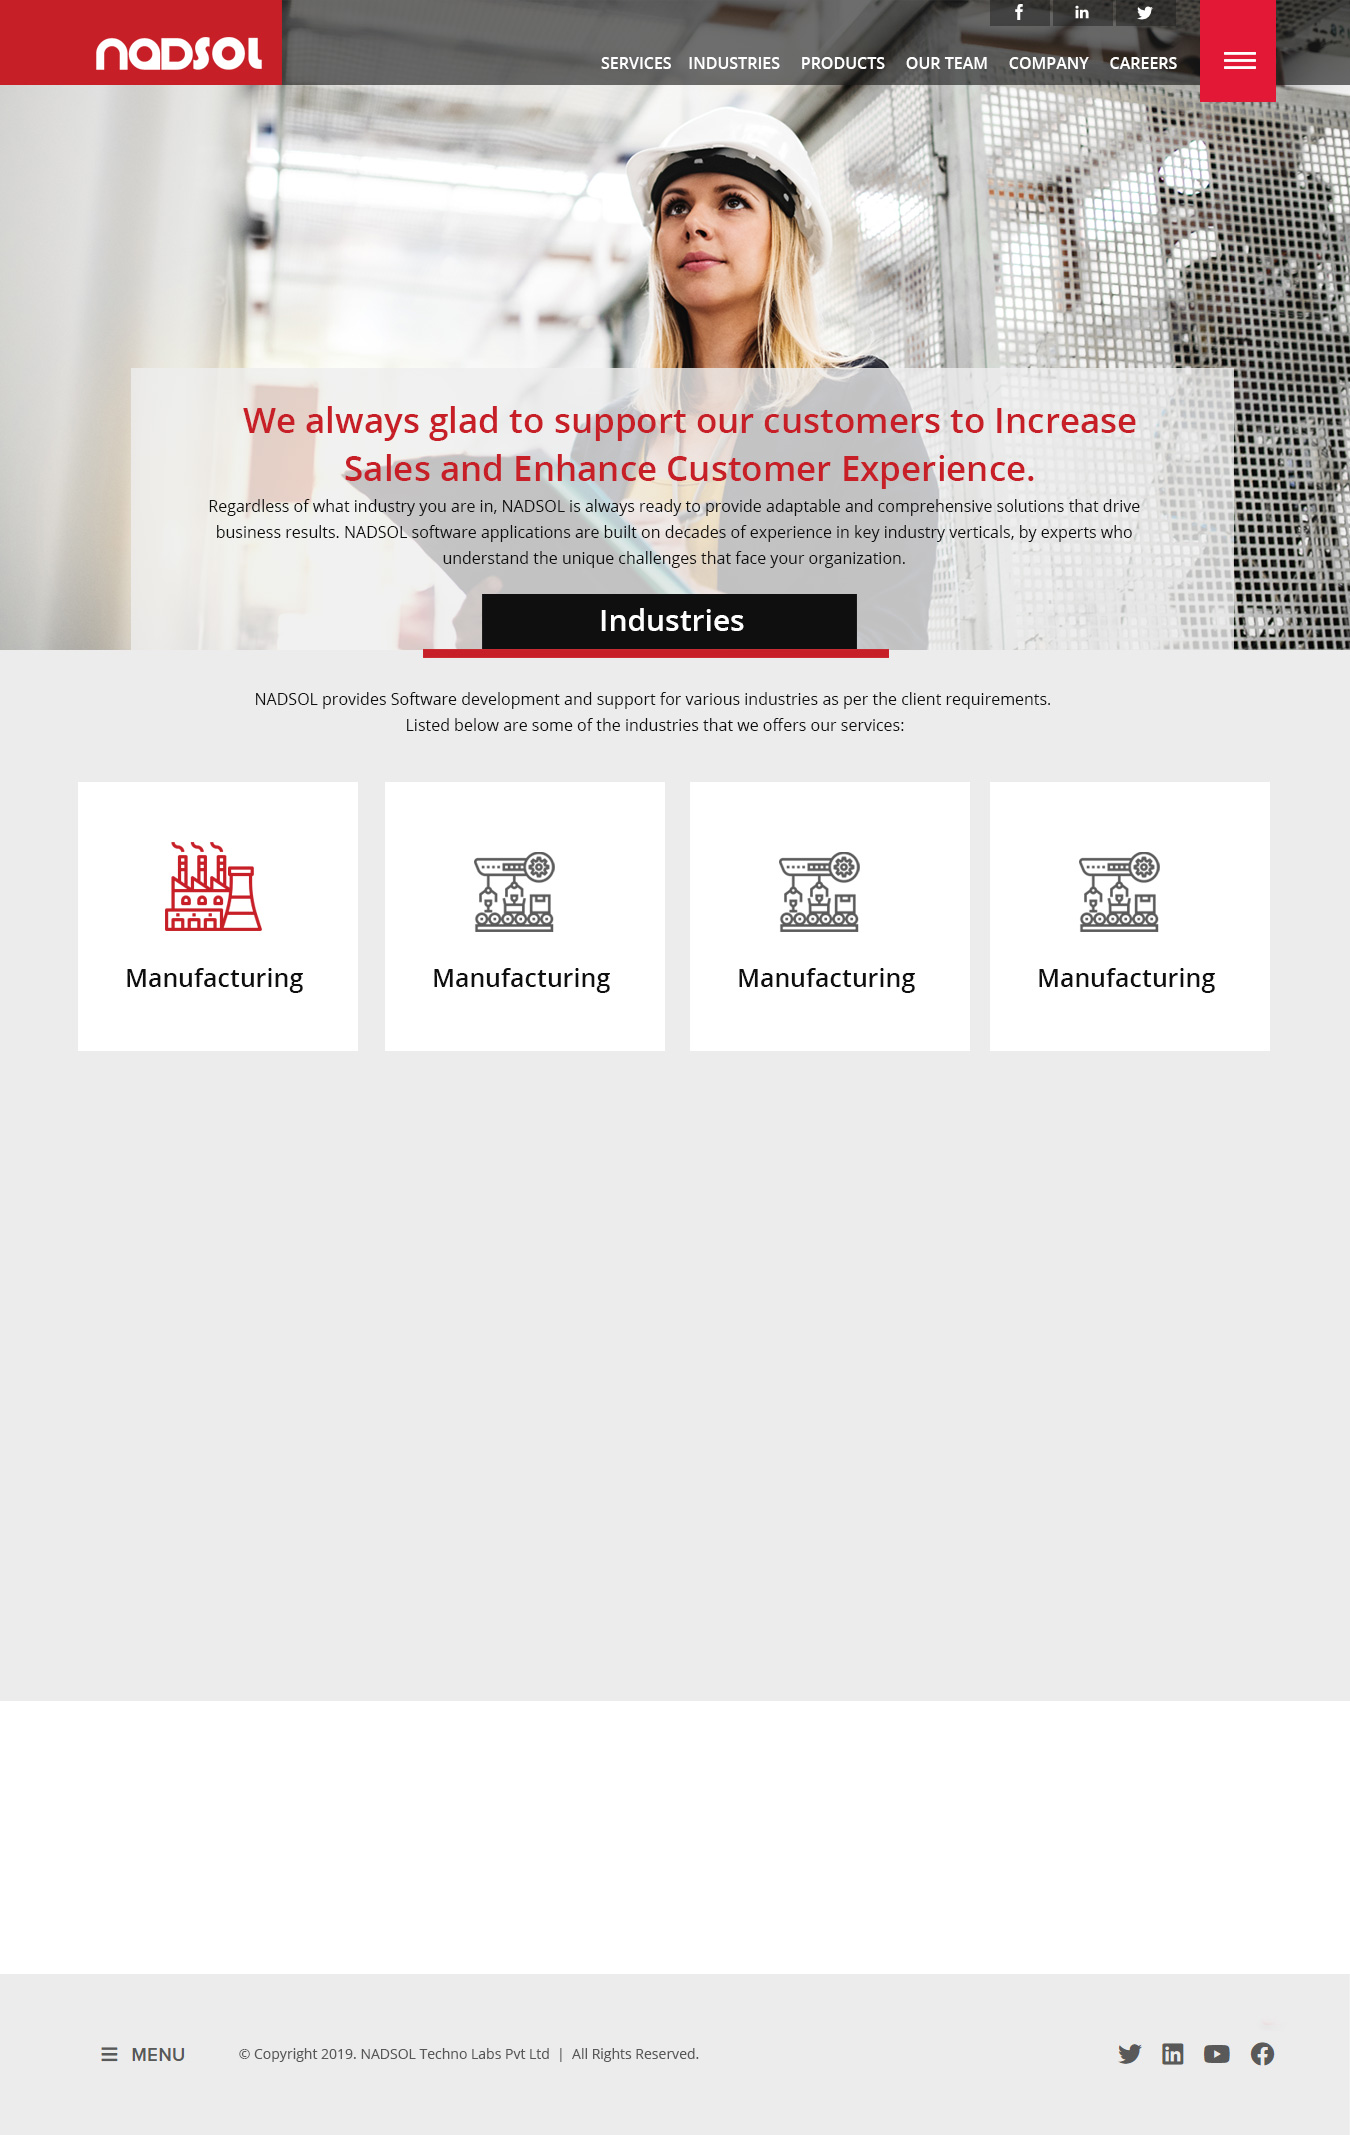 NADSOL
f in
SERVICES INDUSTRIES PRODUCTS OUR TEAM COMPANY CAREERS
We always glad to support our customers to Increase
Sales and Enhance Customer Experience.
Regardless of what industry you are in, NADSOL is always ready to provide adaptable and comprehensive solutions that drive
business results. NADSOL software applications are built on decades of experience in key industry verticals, by experts who
understand the unique challenges that face your organization.
Industries
NADSOL provides Software development and support for various industries as per the client requirements.
Listed below are some of the industries that we offers our services:
Manufacturing Manufacturing Manufacturing Manufacturing
MENU © Copyright 2019. NADSOL Techno Labs Pvt Ltd | All Rights Reserved.